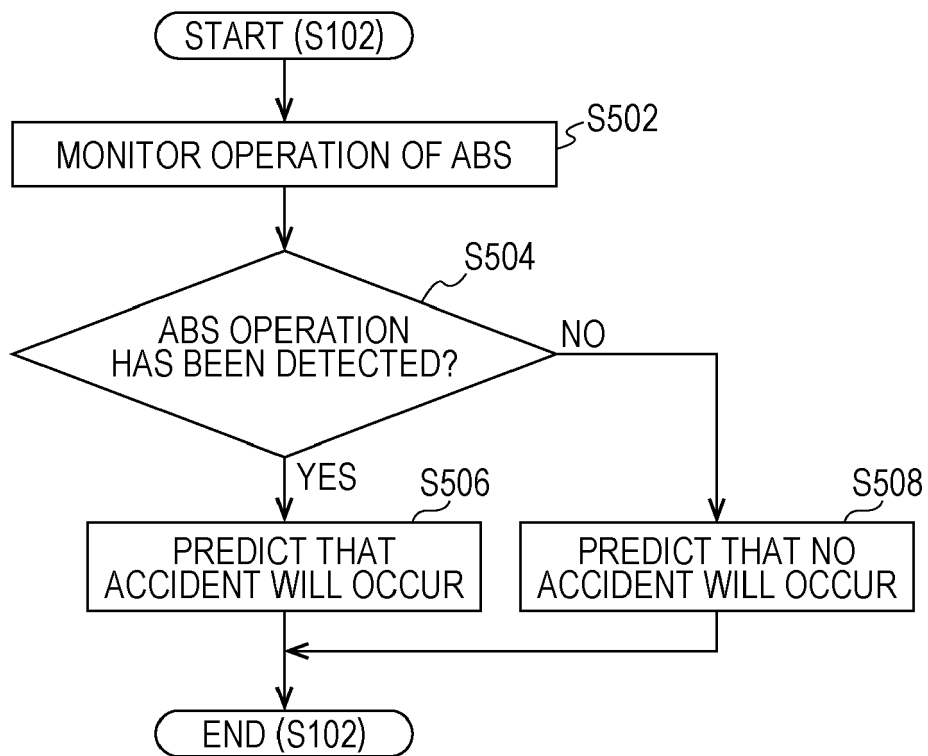 START (S102)
S502
MONITOR OPERATION OF ABS
S504
ABS OPERATION
HAS BEEN DETECTED?
NO
YES
S506
PREDICT THAT
ACCIDENT WILL OCCUR
S508
PREDICT THAT NO
ACCIDENT WILL OCCUR
END (S102)